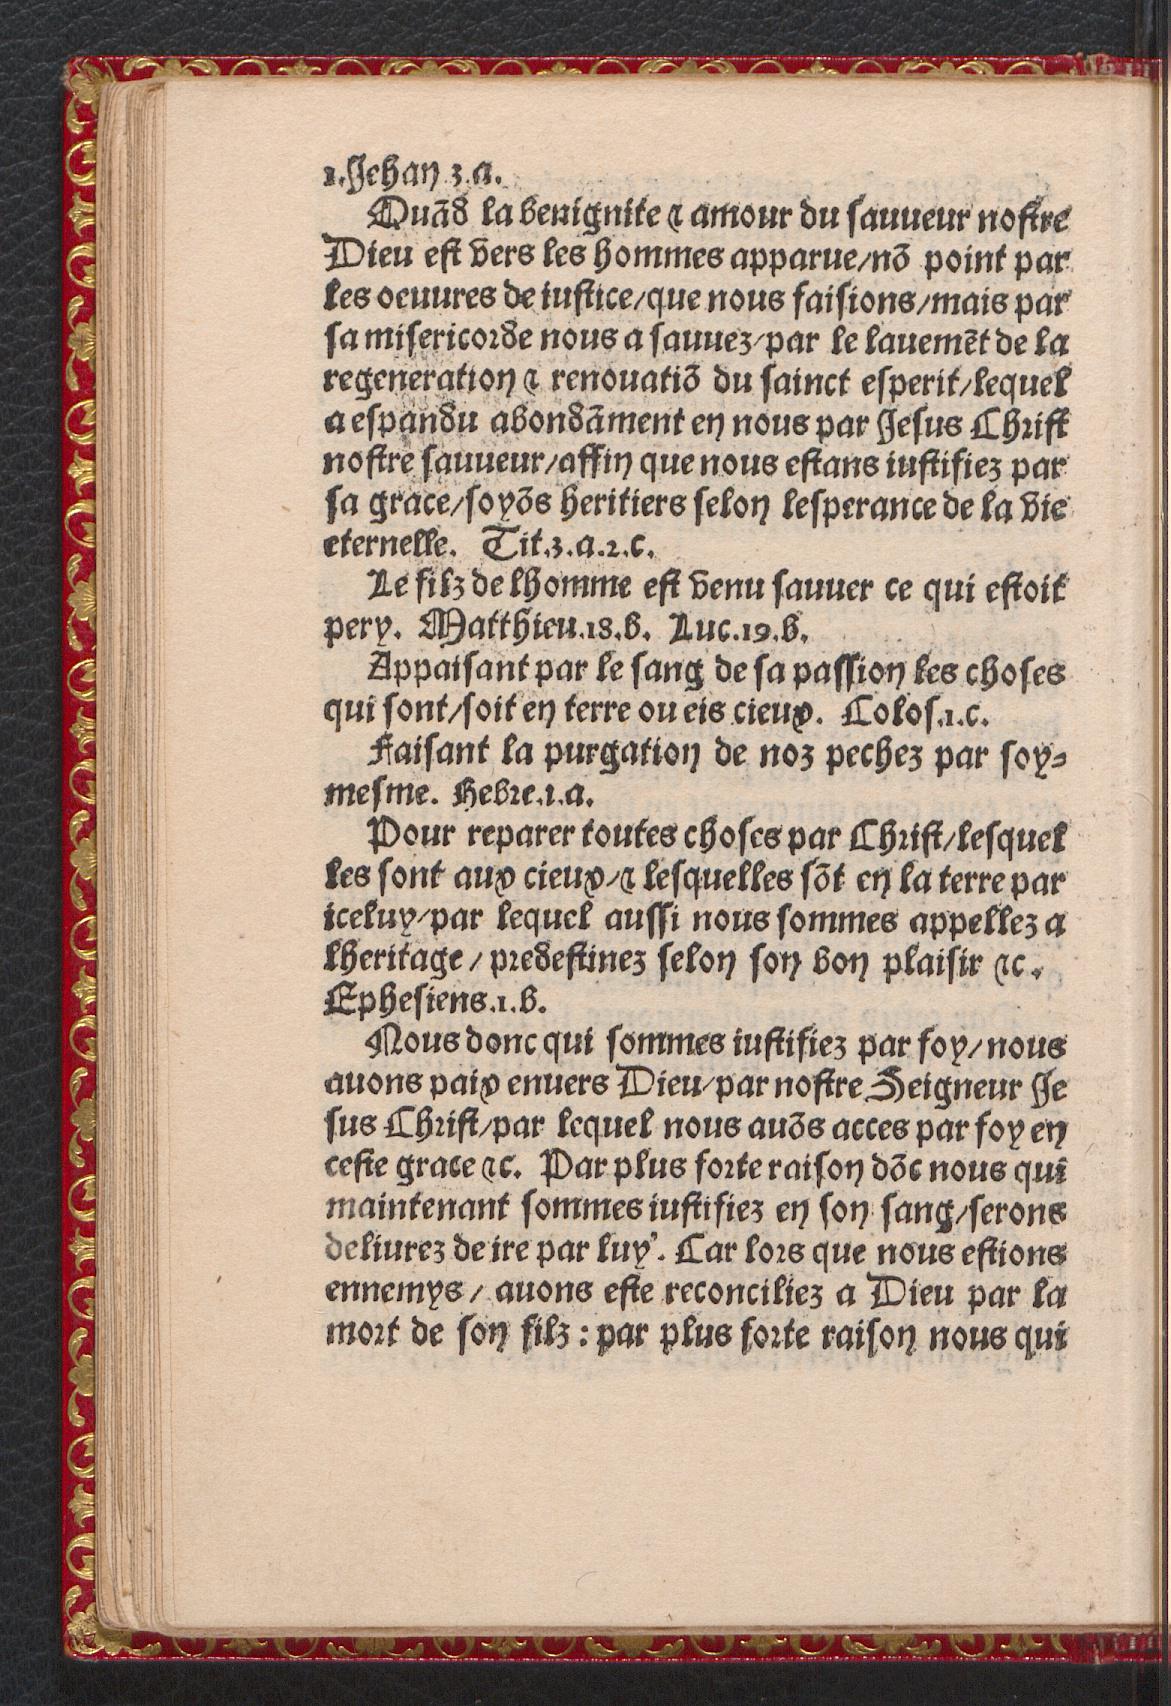 1.Jehan 3.a.
Quãd la benignite & amour du sauueur nostre
Dieu est vers les hommes apparue/nõ point par
les oeuures de iustice/que nous faisions/mais par
sa misericorde nous a sauuez/par le lauemẽt de la
regeneration & renouatiõ du sainct esperit/lequel
a espandu abondãment en nous par Jesus Christ
nostre sauueur/affin que nous estans iustifiez par
sa grace/soyõs heritiers selon lesperance de la vie
eternelle. Tit.3.a.2.c.
Le filz de lhomme est venu sauuer ce qui estoit
pery. Matthieu.18.b. Luc.19.b.
Appaisant par le sang de sa passion les choses
qui sont/soit en terre ou eis cieux. Colos.1.c.
Faisant la purgation de noz pechez par soy=
mesme. Hebre.1.a.
Pour reparer toutes choses par Christ/lesquel
les sont aux cieux/& lesquelles sõt en la terre par
iceluy/par lequel aussi nous sommes appellez a
lheritage / predestinez selon son bon plaisir &c.
Ephesiens.1.b.
Nous donc qui sommes iustifiez par foy/nous
auons paix enuers Dieu/par nostre Seigneur Je
sus Christ/par lequel nous auõs acces par foy en
ceste grace &c. Par plus forte raison dõc nous qui
maintenant sommes iustifiez en son sang/serons
deliurez de ire par luy'. Car lors que nous estions
ennemys / auons este reconciliez a Dieu par la
mort de son filz : par plus forte raison nous qui